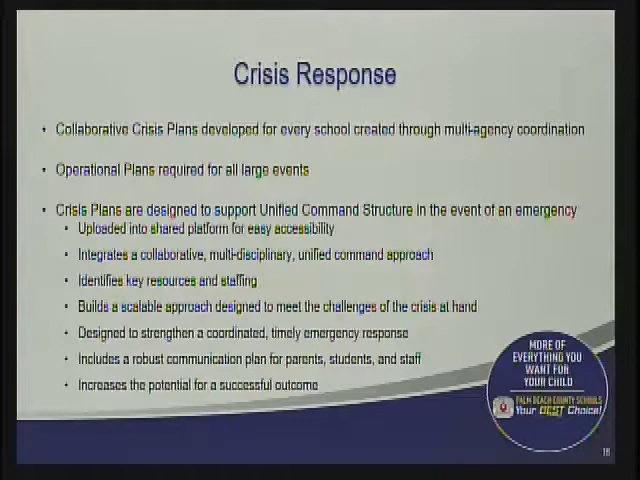 Crisis Response
• Collaborative Crisis Plans developed for every school created through multi-agency coordination
• Operational Plans required for all large events
• Crisis Plans are designed to support Unified Command Structure in the event of an emergency
• Uploaded into shared platform for easy accessibility
• Integrates a collaborative, multi-disciplinary, unified command approach
• Identifies key resources and staffing
• Builds a scalable approach designed to meet the challenges of the crisis at hand
• Designed to strengthen a coordinated, timely emergency response
• Includes a robust communication plan for parents, students, and staff
• Increases the potential for a successful outcome
MORE OF
EVERYTHING YOU
WANT FOR
YOUR CHILD
PALM BEACH COUNTY SCHOOLS
Your BEST Choice!